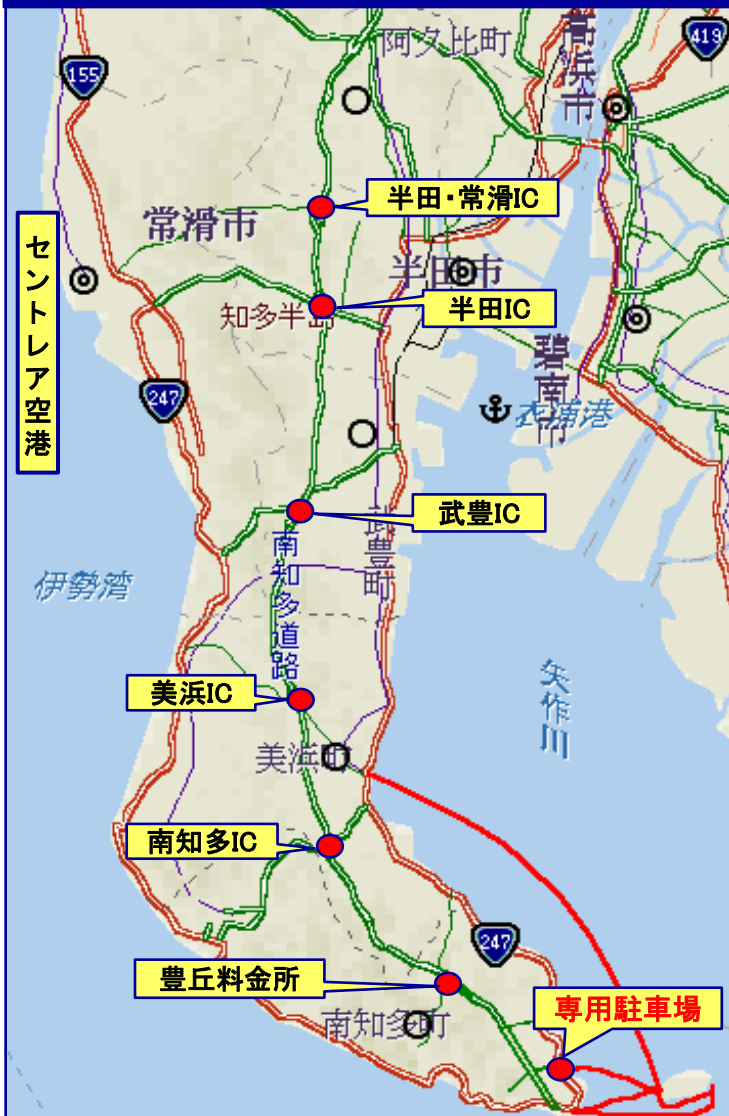 阿久比町
高浜市
419
155
半田・常滑IC
常滑市
半田市
セントレア空港
半田IC
知多半島
碧南市
247
衣浦港
武豊IC
武豊町
南知多道路
伊勢湾
矢作川
美浜IC
美浜町
南知多IC
247
豊丘料金所
専用駐車場
南知多町